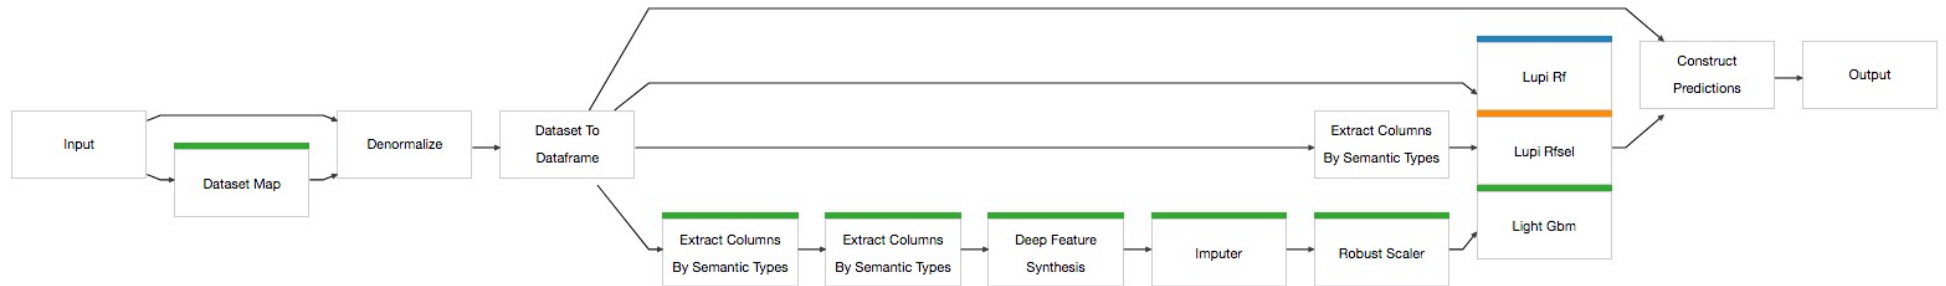 Input
Dataset Map
Denormalize
Dataset To
Dataframe
Extract Columns
By Semantic Types
Extract Columns
By Semantic Types
Deep Feature
Synthesis
Imputer
Robust Scaler
Extract Columns
By Semantic Types
Lupi Rf
Lupi Rfsel
Light Gbm
Construct
Predictions
Output